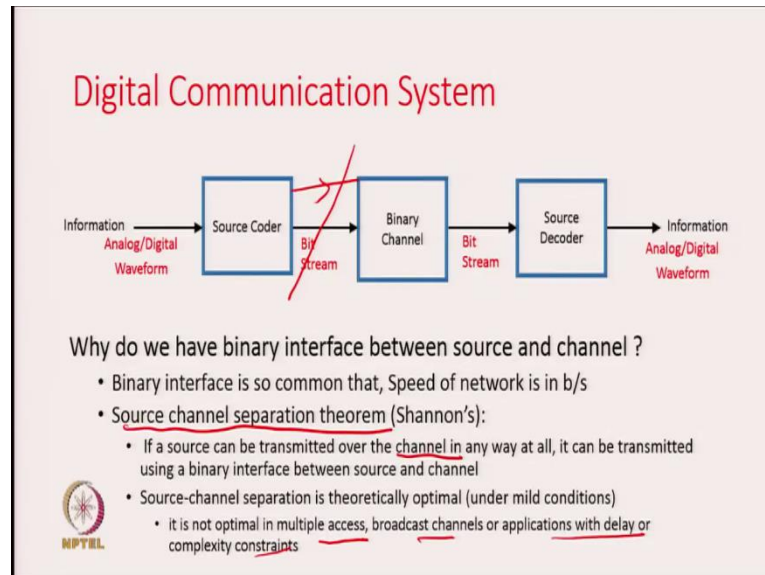 Digital Communication System
Information
Analog/Digital
Waveform
Source Coder
Bit
Stream
Binary
Channel
Bit
Stream
Source
Decoder
Information
Analog/Digital
Waveform
Why do we have binary interface between source and channel ?
• Binary interface is so common that, Speed of network is in b/s
• Source channel separation theorem (Shannon's):
• If a source can be transmitted over the channel in any way at all, it can be transmitted
using a binary interface between source and channel
• Source-channel separation is theoretically optimal (under mild conditions)
• it is not optimal in multiple access, broadcast channels or applications with delay or
complexity constraints
NPTEL